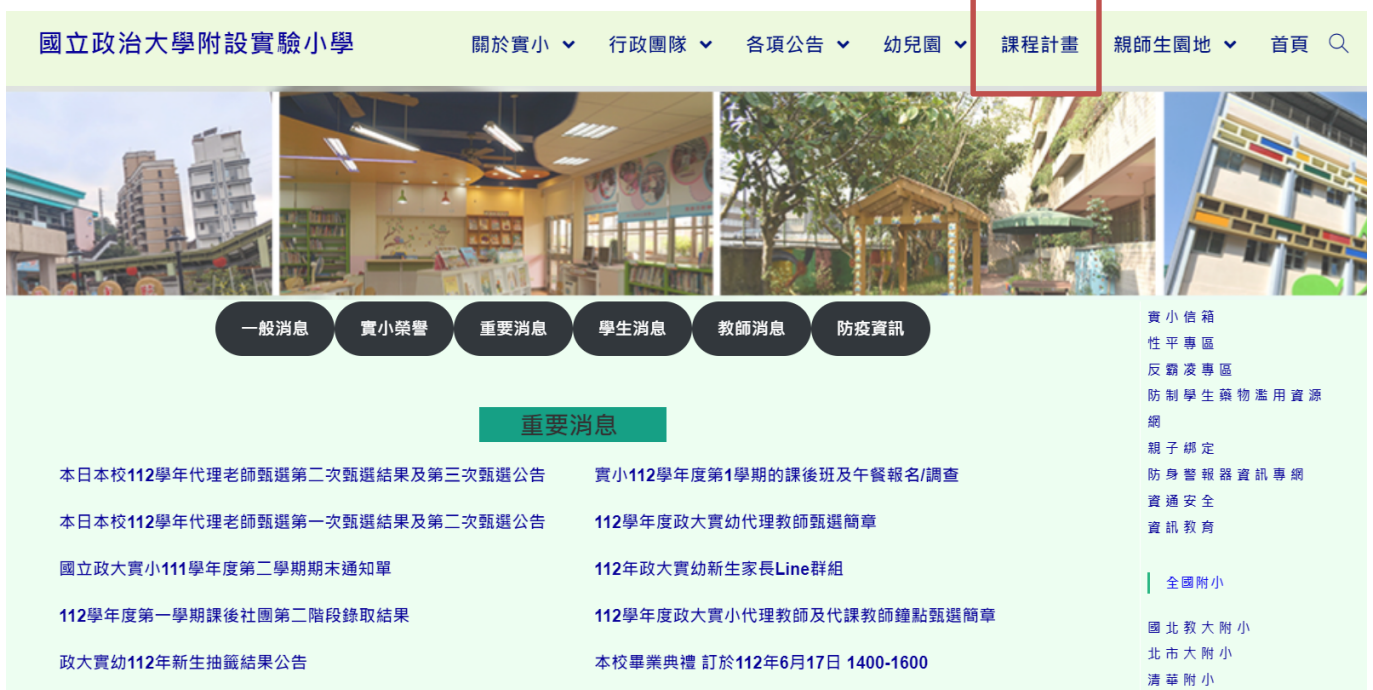 國立政治大學附設實驗小學
關於實小 行政團隊 各項公告 幼兒園 課程計畫 親師生園地 首頁
一般消息 實小榮譽 重要消息 學生消息 教師消息 防疫資訊
重要消息
本日本校112學年代理老師甄選第二次甄選結果及第三次甄選公告
實小112學年度第1學期的課後班及午餐報名/調查
本日本校112學年代理老師甄選第一次甄選結果及第二次甄選公告
112學年度政大實幼代理教師甄選簡章
國立政大實小111學年度第二學期期末通知單
112年政大實幼新生家長Line群組
112學年度第一學期課後社團第二階段錄取結果
112學年度政大實小代理教師及代課教師鐘點甄選簡章
政大實幼112年新生抽籤結果公告
本校畢業典禮 訂於112年6月17日 1400-1600
實小信箱
性平專區
反霸凌專區
防制學生藥物濫用資源
網
親子綁定
防身警報器資訊專網
資通安全
資訊教育
全國附小
國北教大附小
北市大附小
清華附小